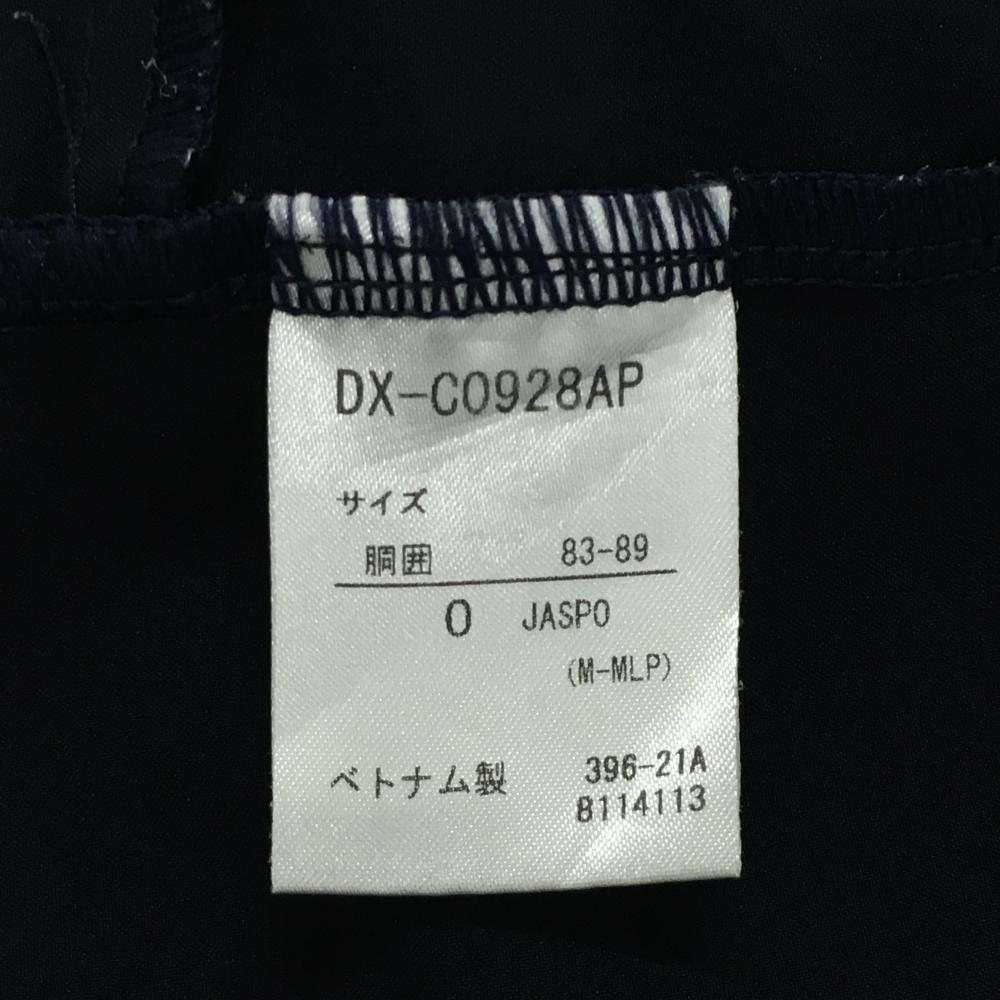 DX-C0928AP
サイズ
胴囲 83-89
O JASPO
(M-MLP)
ベトナム製 396-21A
8114113